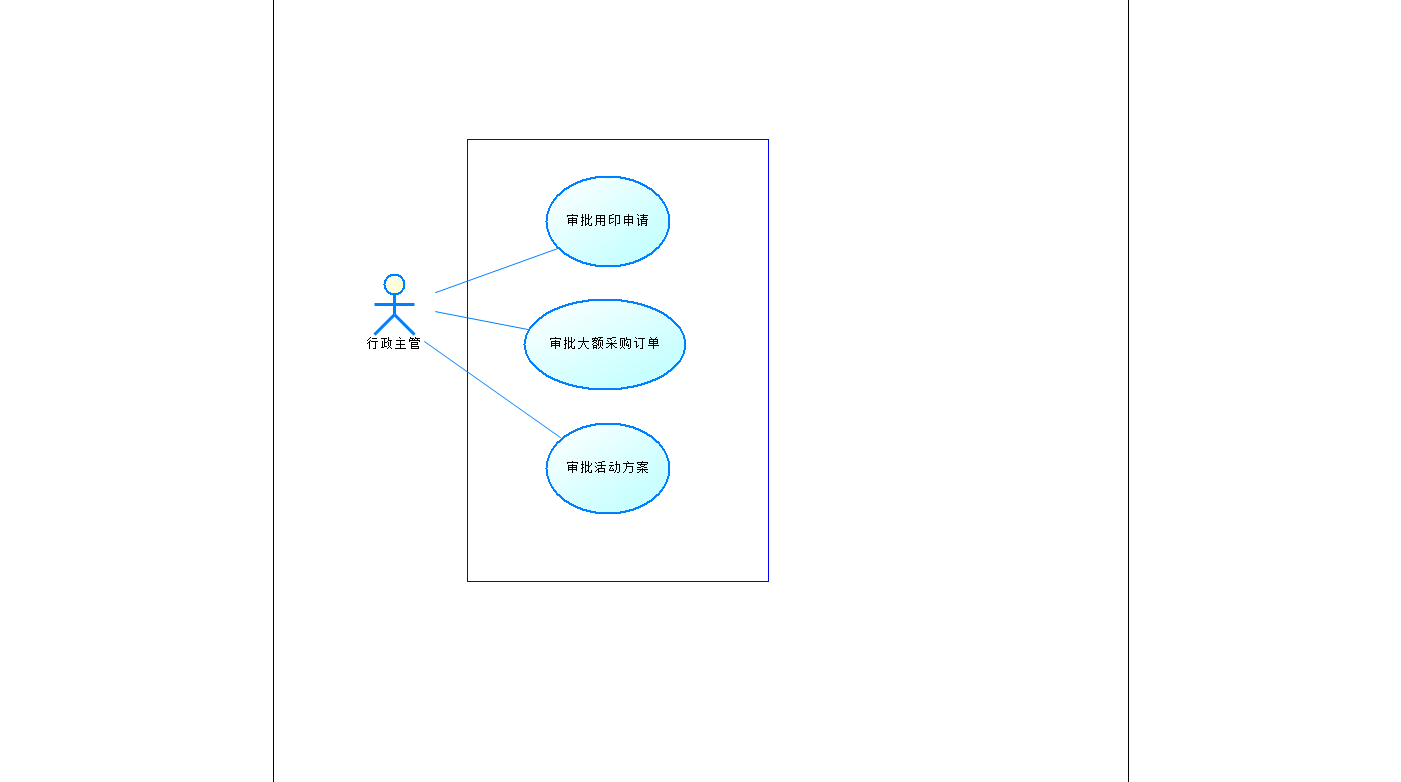 审批用印申请
审批大额采购订单
行政主管
审批活动方案